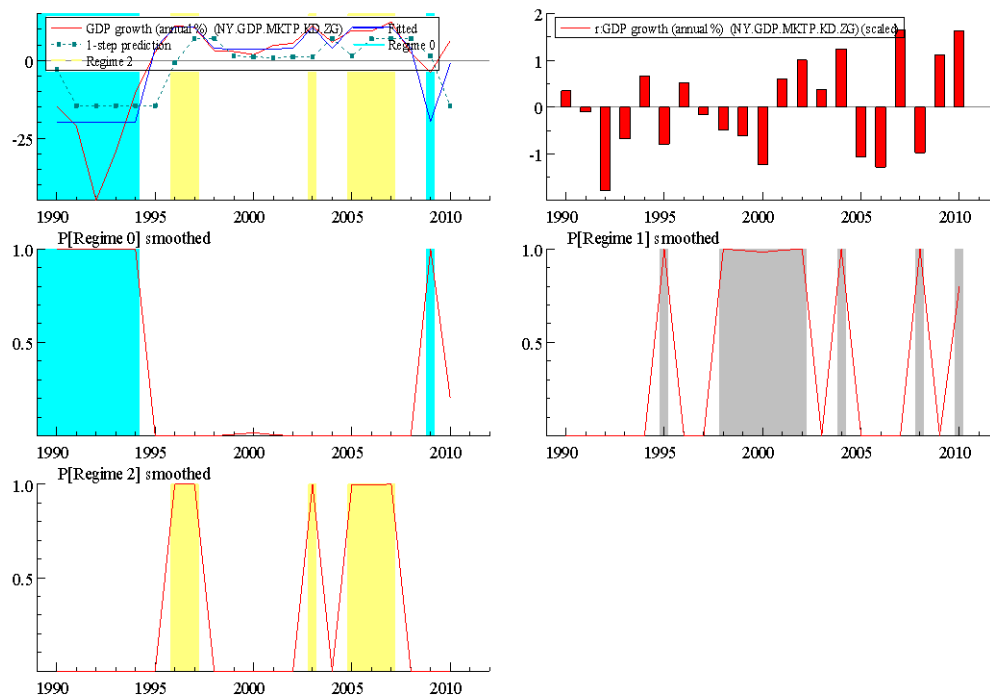 GDP growth (annual %) (NY.GDP.MKTP.KD.ZG) Fitted
1-step prediction Regime 0
Regime 2
0
-25
1990 1995 2000 2005 2010
2
r:GDP growth (annual %) (NY.GDP.MKTP.KD.ZG) (scaled)
1
0
-1
1990 1995 2000 2005 2010
P[Regime 0] smoothed
1.0
0.5
1990 1995 2000 2005 2010
P[Regime 1] smoothed
1.0
0.5
1990 1995 2000 2005 2010
P[Regime 2] smoothed
1.0
0.5
1990 1995 2000 2005 2010